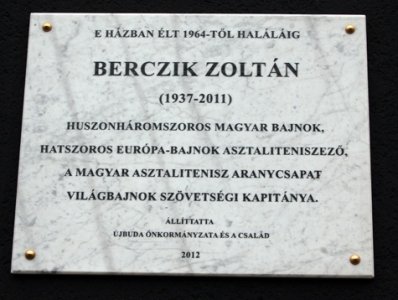 E HÁZBAN ÉLT 1964-TŐL HALÁLÁIG
BERCZIK ZOLTÁN
(1937-2011)
HUSZONHÁROMSZOROS MAGYAR BAJNOK,
HATSZOROS EURÓPA-BAJNOK ASZTALITENISZEZŐ,
A MAGYAR ASZTALITENISZ ARANYCSAPAT
VILÁGBAJNOK SZÖVETSÉGI KAPITÁNYA.
ÁLLÍTTATTA
ÚJBUDA ÖNKORMÁNYZATA ÉS A CSALÁD
2012